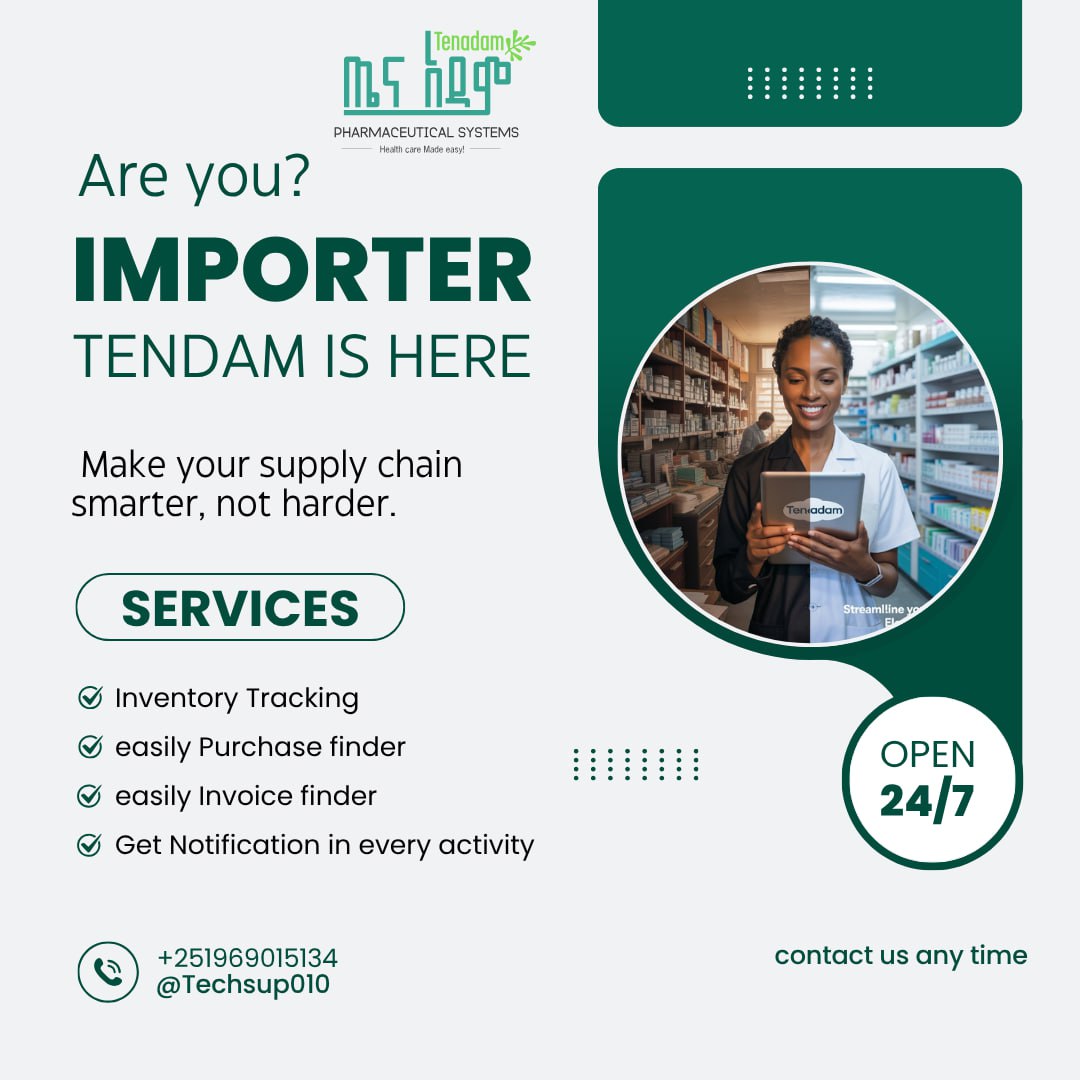 Tenadam
ጤና አዳም
PHARMACEUTICAL SYSTEMS
Health care Made easy!
Are you?
IMPORTER
TENDAM IS HERE
Make your supply chain
smarter, not harder.
SERVICES
Inventory Tracking
easily Purchase finder
easily Invoice finder
Get Notification in every activity
Tenadam
Streamline
OPEN
24/7
+251969015134
@Techsup010
contact us any time